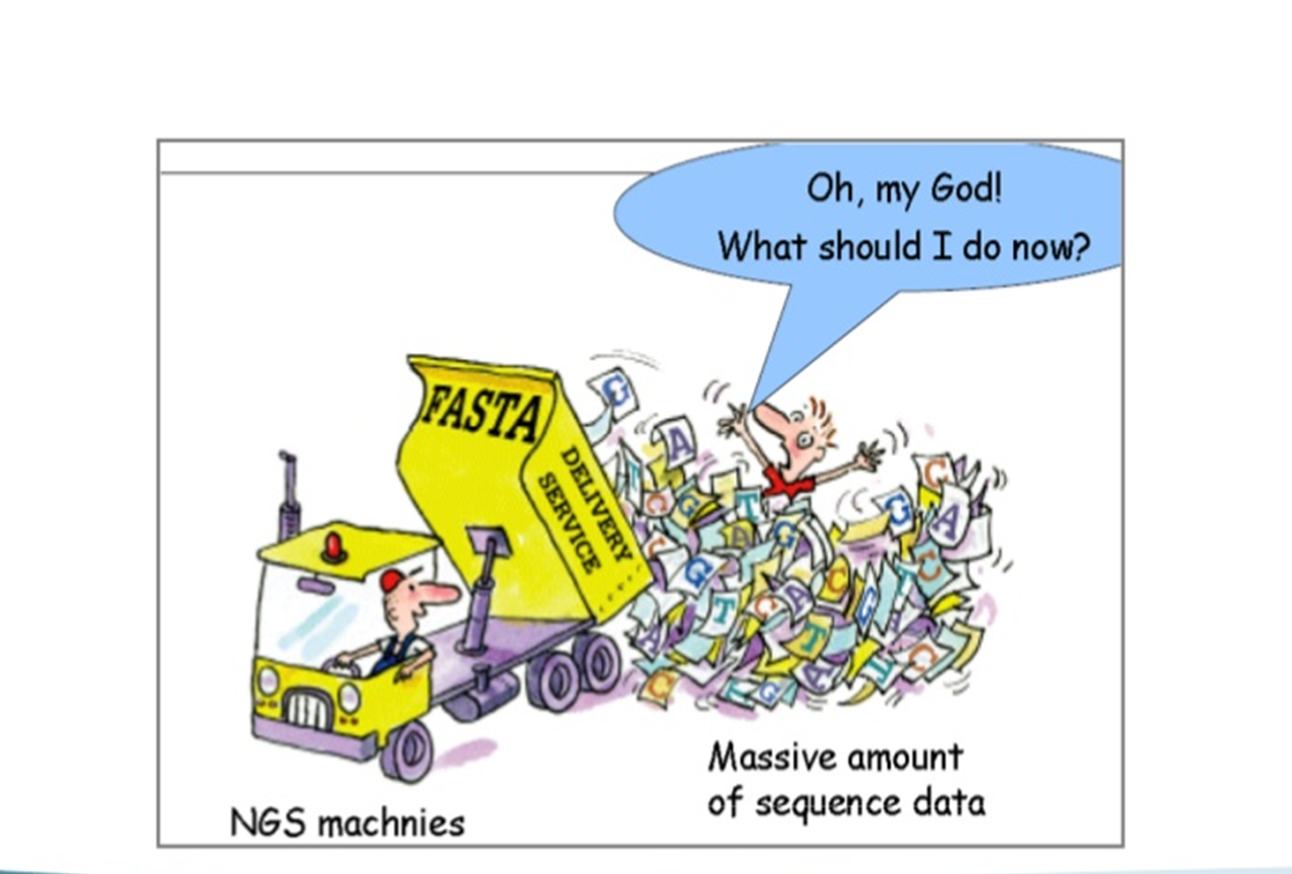 Oh, my God!
What should I do now?
FASTA
DELIVERY
SERVICE
G
A
T
C
G
T
A
G
G
C
A
C
G
T
C
A
C
G
T
A
T
A
C
C
T
G
NGS machnies
Massive amount
of sequence data